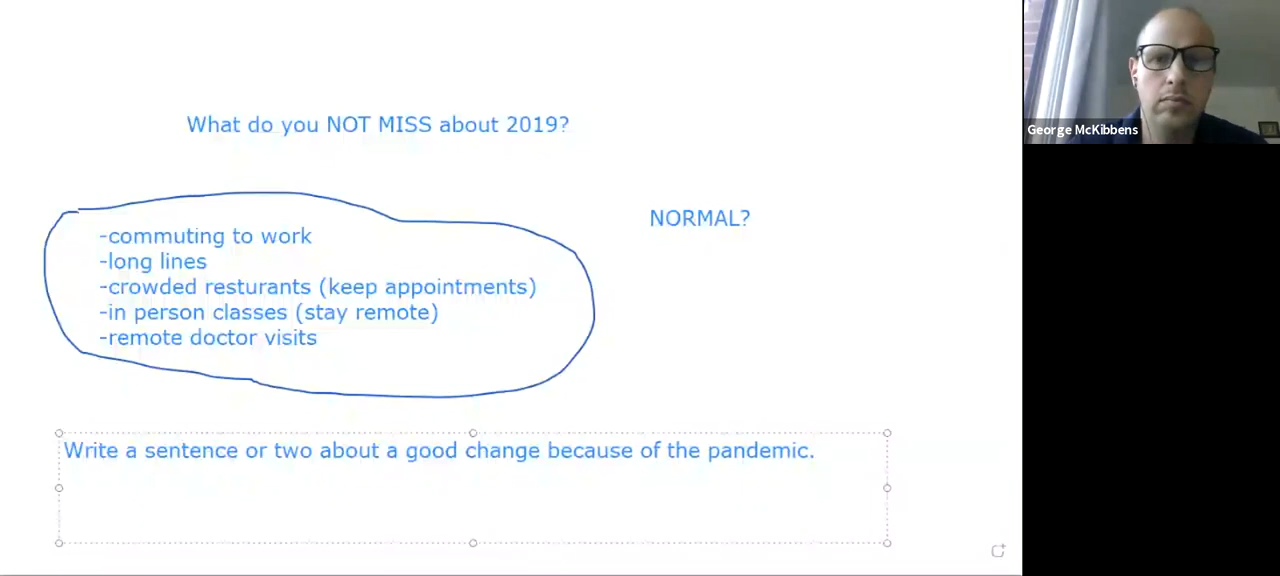 What do you NOT MISS about 2019?
George McKibbens
NORMAL?
-commuting to work
-long lines
-crowded resturants (keep appointments)
-in person classes (stay remote)
-remote doctor visits
Write a sentence or two about a good change because of the pandemic.